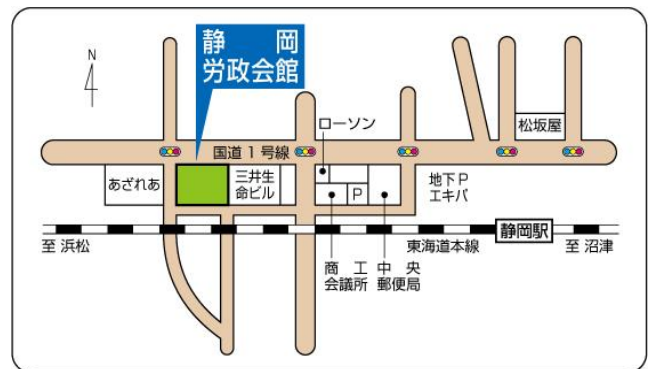 N
静 岡
労政会館
ローソン
松坂屋
国道1号線
あざれあ
三井生
命ビル
P
地下P
エキパ
静岡駅
至 浜松
東海道本線
至 沼津
商 工
会議所
中 央
郵便局